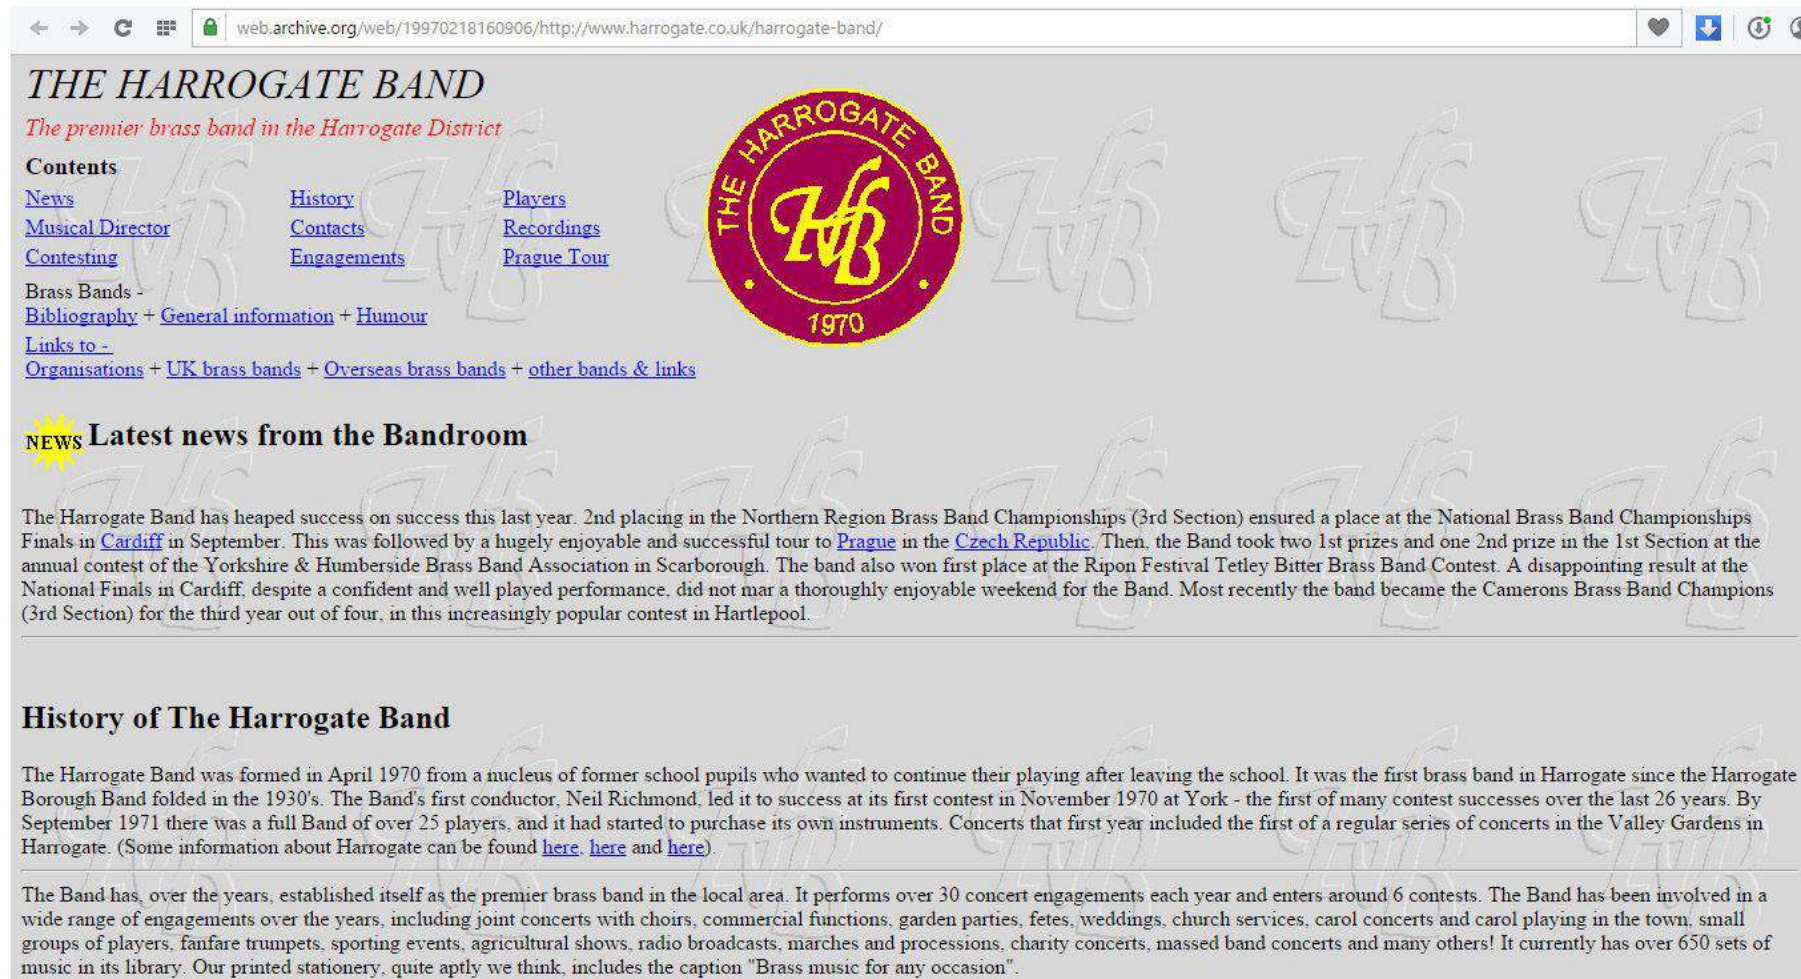 web.archive.org/web/19970218160906/http://www.harrogate.co.uk/harrogate-band/
THE HARROGATE BAND
The premier brass band in the Harrogate District
Contents
News History Players
Musical Director Contacts Recordings
Contesting Engagements Prague Tour
Brass Bands -
Bibliography + General information + Humour
Links to -
Organisations + UK brass bands + Overseas brass bands + other bands & links
THE HARROGATE BAND
HB
1970
NEWS Latest news from the Bandroom
The Harrogate Band has heaped success on success this last year. 2nd placing in the Northern Region Brass Band Championships (3rd Section) ensured a place at the National Brass Band Championships
Finals in Cardiff in September. This was followed by a hugely enjoyable and successful tour to Prague in the Czech Republic. Then, the Band took two 1st prizes and one 2nd prize in the 1st Section at the
annual contest of the Yorkshire & Humberside Brass Band Association in Scarborough. The band also won first place at the Ripon Festival Tetley Bitter Brass Band Contest. A disappointing result at the
National Finals in Cardiff, despite a confident and well played performance, did not mar a thoroughly enjoyable weekend for the Band. Most recently the band became the Camerons Brass Band Champions
(3rd Section) for the third year out of four, in this increasingly popular contest in Hartlepool.
History of The Harrogate Band
The Harrogate Band was formed in April 1970 from a nucleus of former school pupils who wanted to continue their playing after leaving the school. It was the first brass band in Harrogate since the Harrogate
Borough Band folded in the 1930's. The Band's first conductor, Neil Richmond, led it to success at its first contest in November 1970 at York - the first of many contest successes over the last 26 years. By
September 1971 there was a full Band of over 25 players, and it had started to purchase its own instruments. Concerts that first year included the first of a regular series of concerts in the Valley Gardens in
Harrogate. (Some information about Harrogate can be found here, here and here).
The Band has, over the years, established itself as the premier brass band in the local area. It performs over 30 concert engagements each year and enters around 6 contests. The Band has been involved in a
wide range of engagements over the years, including joint concerts with choirs, commercial functions, garden parties, fetes, weddings, church services, carol concerts and carol playing in the town, small
groups of players, fanfare trumpets, sporting events, agricultural shows, radio broadcasts, marches and processions, charity concerts, massed band concerts and many others! It currently has over 650 sets of
music in its library. Our printed stationery, quite aptly we think, includes the caption "Brass music for any occasion".